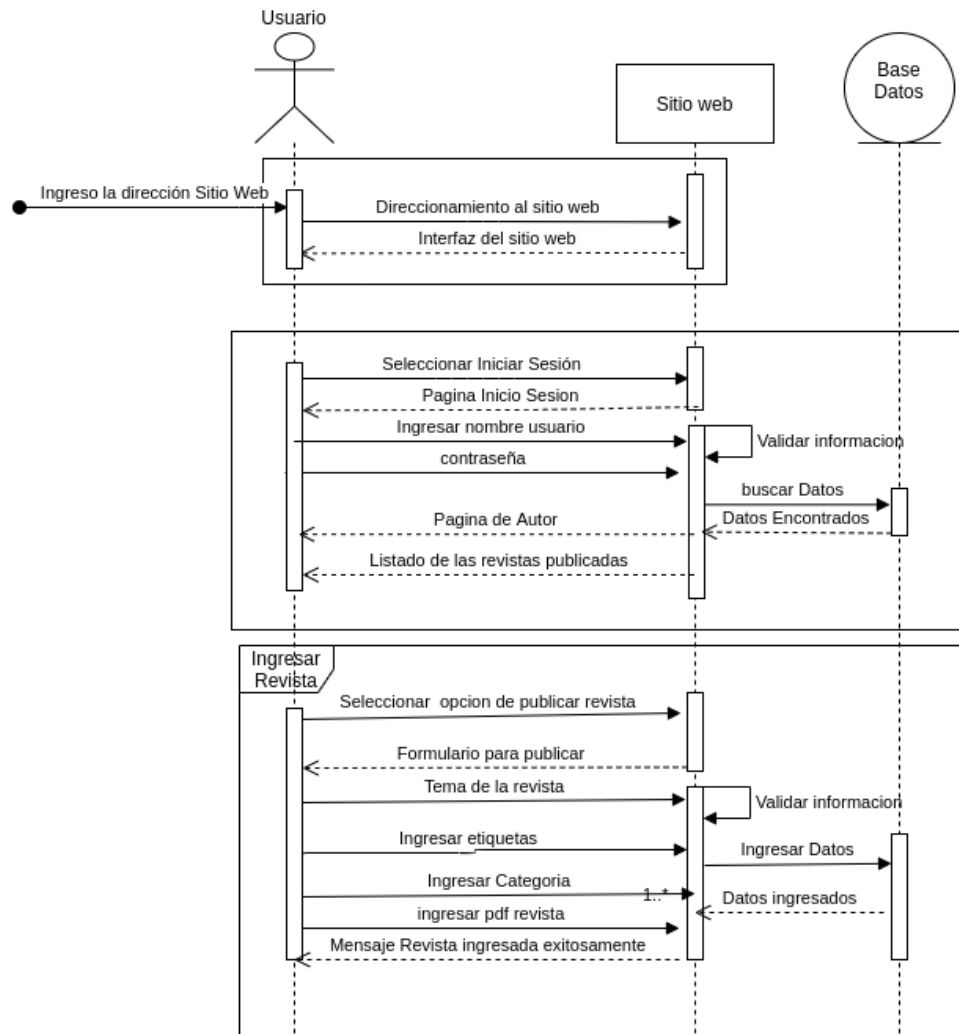 Usuario
Base
Datos
Sitio web
Ingreso la dirección Sitio Web
Direccionamiento al sitio web
Interfaz del sitio web
Seleccionar Iniciar Sesión
Pagina Inicio Sesion
Ingresar nombre usuario
Validar informacion
contraseña
buscar Datos
Pagina de Autor
Datos Encontrados
Listado de las revistas publicadas
Ingresar
Revista
Seleccionar opcion de publicar revista
Formulario para publicar
Tema de la revista
Validar informacion
Ingresar etiquetas
Ingresar Datos
Ingresar Categoria
1..*
Datos ingresados
ingresar pdf revista
Mensaje Revista ingresada exitosamente